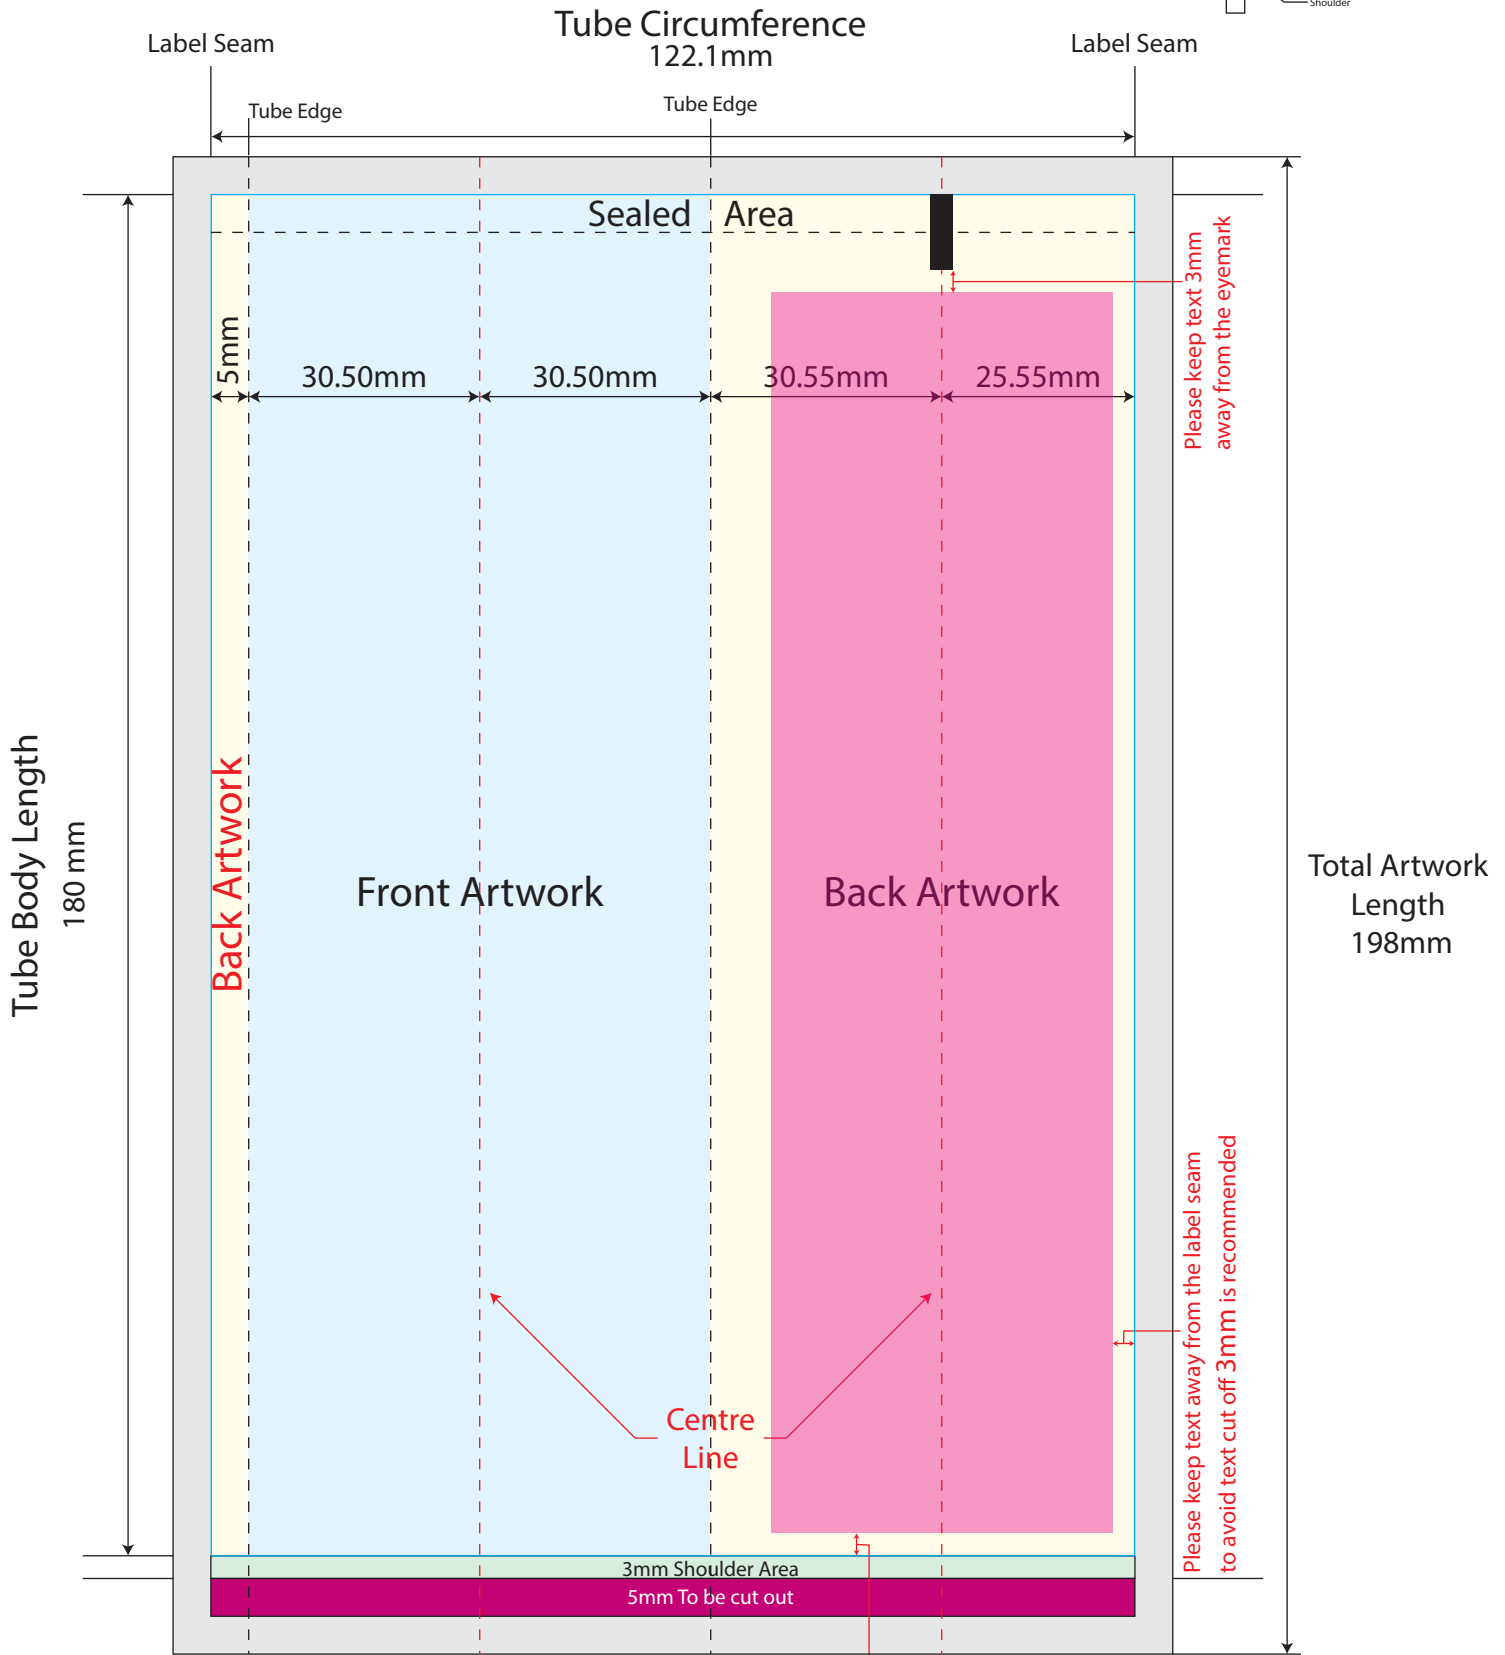 Shoulder
Tube Circumference
122.1mm
Label Seam
Label Seam
Tube Edge
Tube Edge
Sealed Area
5mm
30.50mm
30.50mm
30.55mm
25.55mm
Please keep text 3mm
away from the eyemark
Tube Body Length
180 mm
Back Artwork
Front Artwork
Back Artwork
Total Artwork
Length
198mm
Please keep text away from the label seam
to avoid text cut off 3mm is recommended
Centre
Line
3mm Shoulder Area
5mm To be cut out